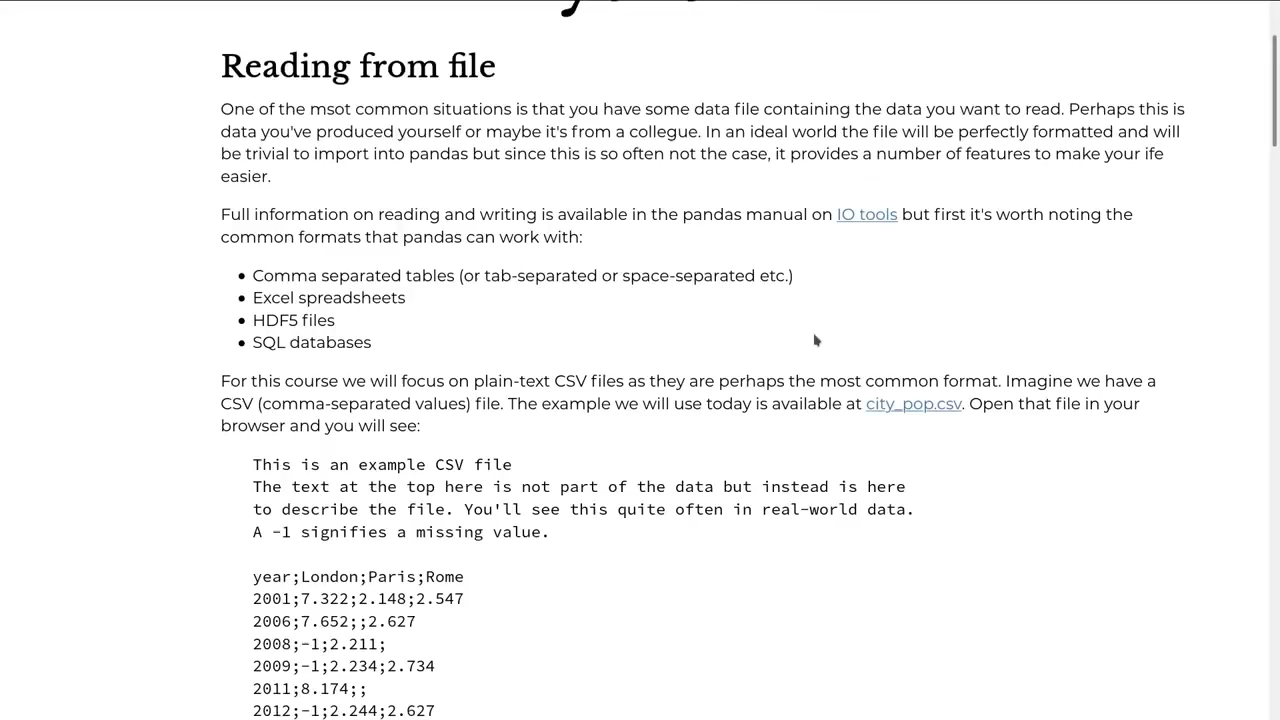 Reading from file
One of the msot common situations is that you have some data file containing the data you want to read. Perhaps this is
data you've produced yourself or maybe it's from a collegue. In an ideal world the file will be perfectly formatted and will
be trivial to import into pandas but since this is so often not the case, it provides a number of features to make your ife
easier.
Full information on reading and writing is available in the pandas manual on IO tools but first it's worth noting the
common formats that pandas can work with:
• Comma separated tables (or tab-separated or space-separated etc.)
• Excel spreadsheets
• HDF5 files
• SQL databases
For this course we will focus on plain-text CSV files as they are perhaps the most common format. Imagine we have a
CSV (comma-separated values) file. The example we will use today is available at city_pop.csv. Open that file in your
browser and you will see:
This is an example CSV file
The text at the top here is not part of the data but instead is here
to describe the file. You'll see this quite often in real-world data.
A -1 signifies a missing value.
year;London;Paris;Rome
2001;7.322;2.148;2.547
2006;7.652;;2.627
2008;-1;2.211;
2009;-1;2.234;2.734
2011;8.174;;
2012;-1;2.244;2.627